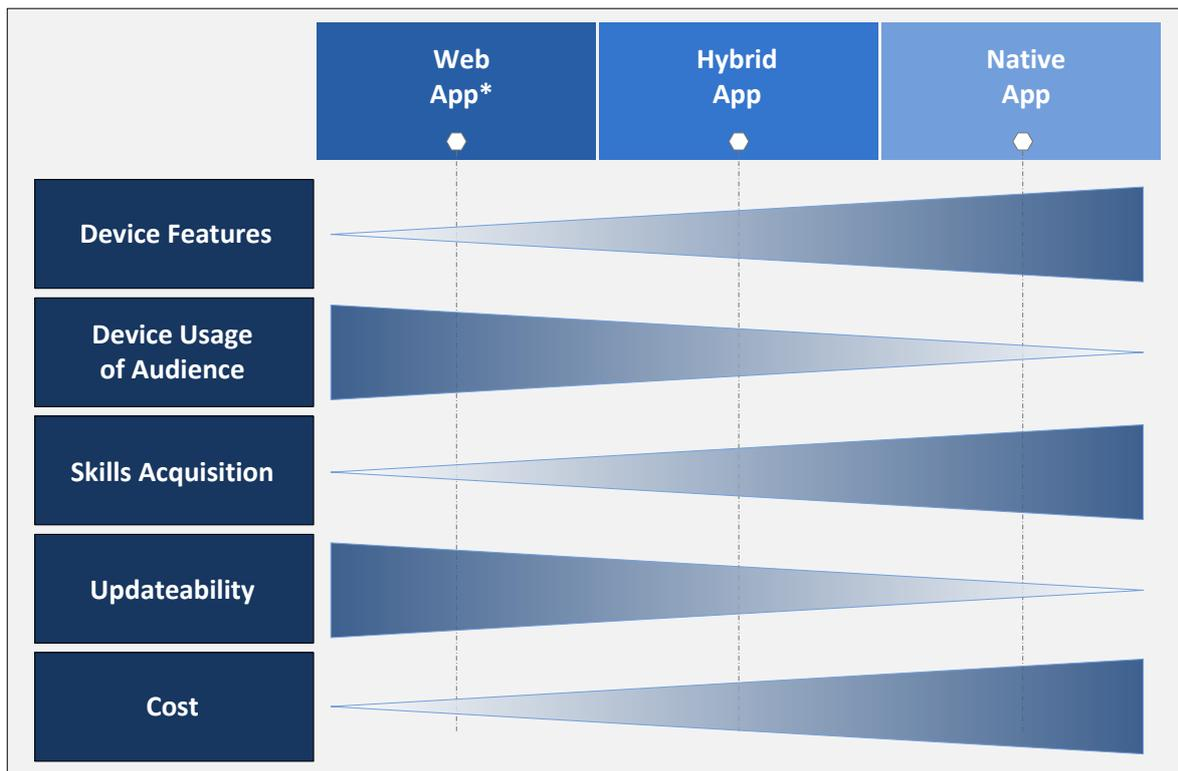 Web
App*
Hybrid
App
Native
App
Device Features
Device Usage
of Audience
Skills Acquisition
Updateability
Cost